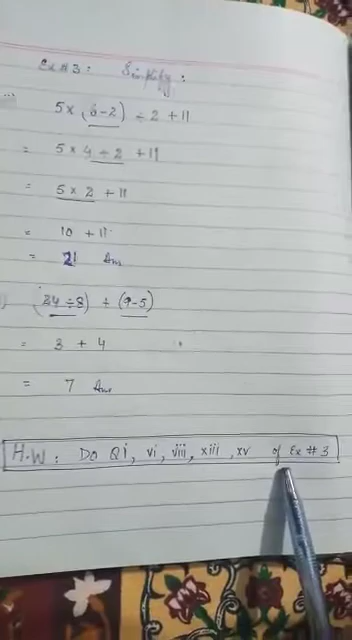 Ex # 3 : Simplify :
5 × (6 - 2) ÷ 2 + 11
= 5 × 4 ÷ 2 + 11
= 5 × 2 + 11
= 10 + 11
= 21 Ans
(24 ÷ 8) + (9 - 5)
= 3 + 4
= 7 Ans
H.W : Do Q i, vi, viii, xiii, xv of Ex # 3